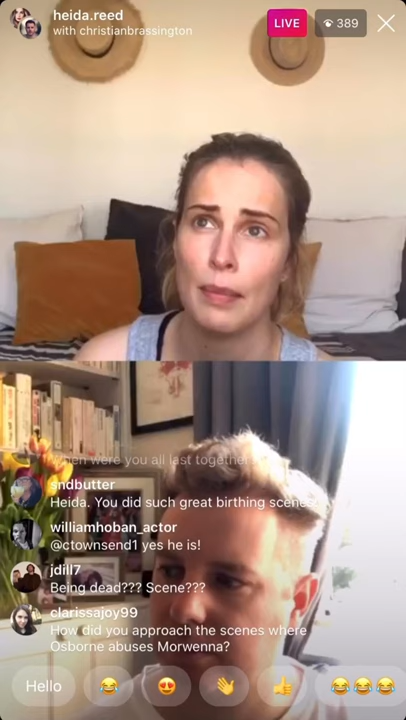 heida.reed
with christianbrassington
LIVE
389
when were you all last together
sndbutter
Heida. You did such great birthing scenes
williamhoban_actor
@ctownsend1 yes he is!
jdill7
Being dead??? Scene???
clarissajoy99
How did you approach the scenes where
Osborne abuses Morwenna?
Hello